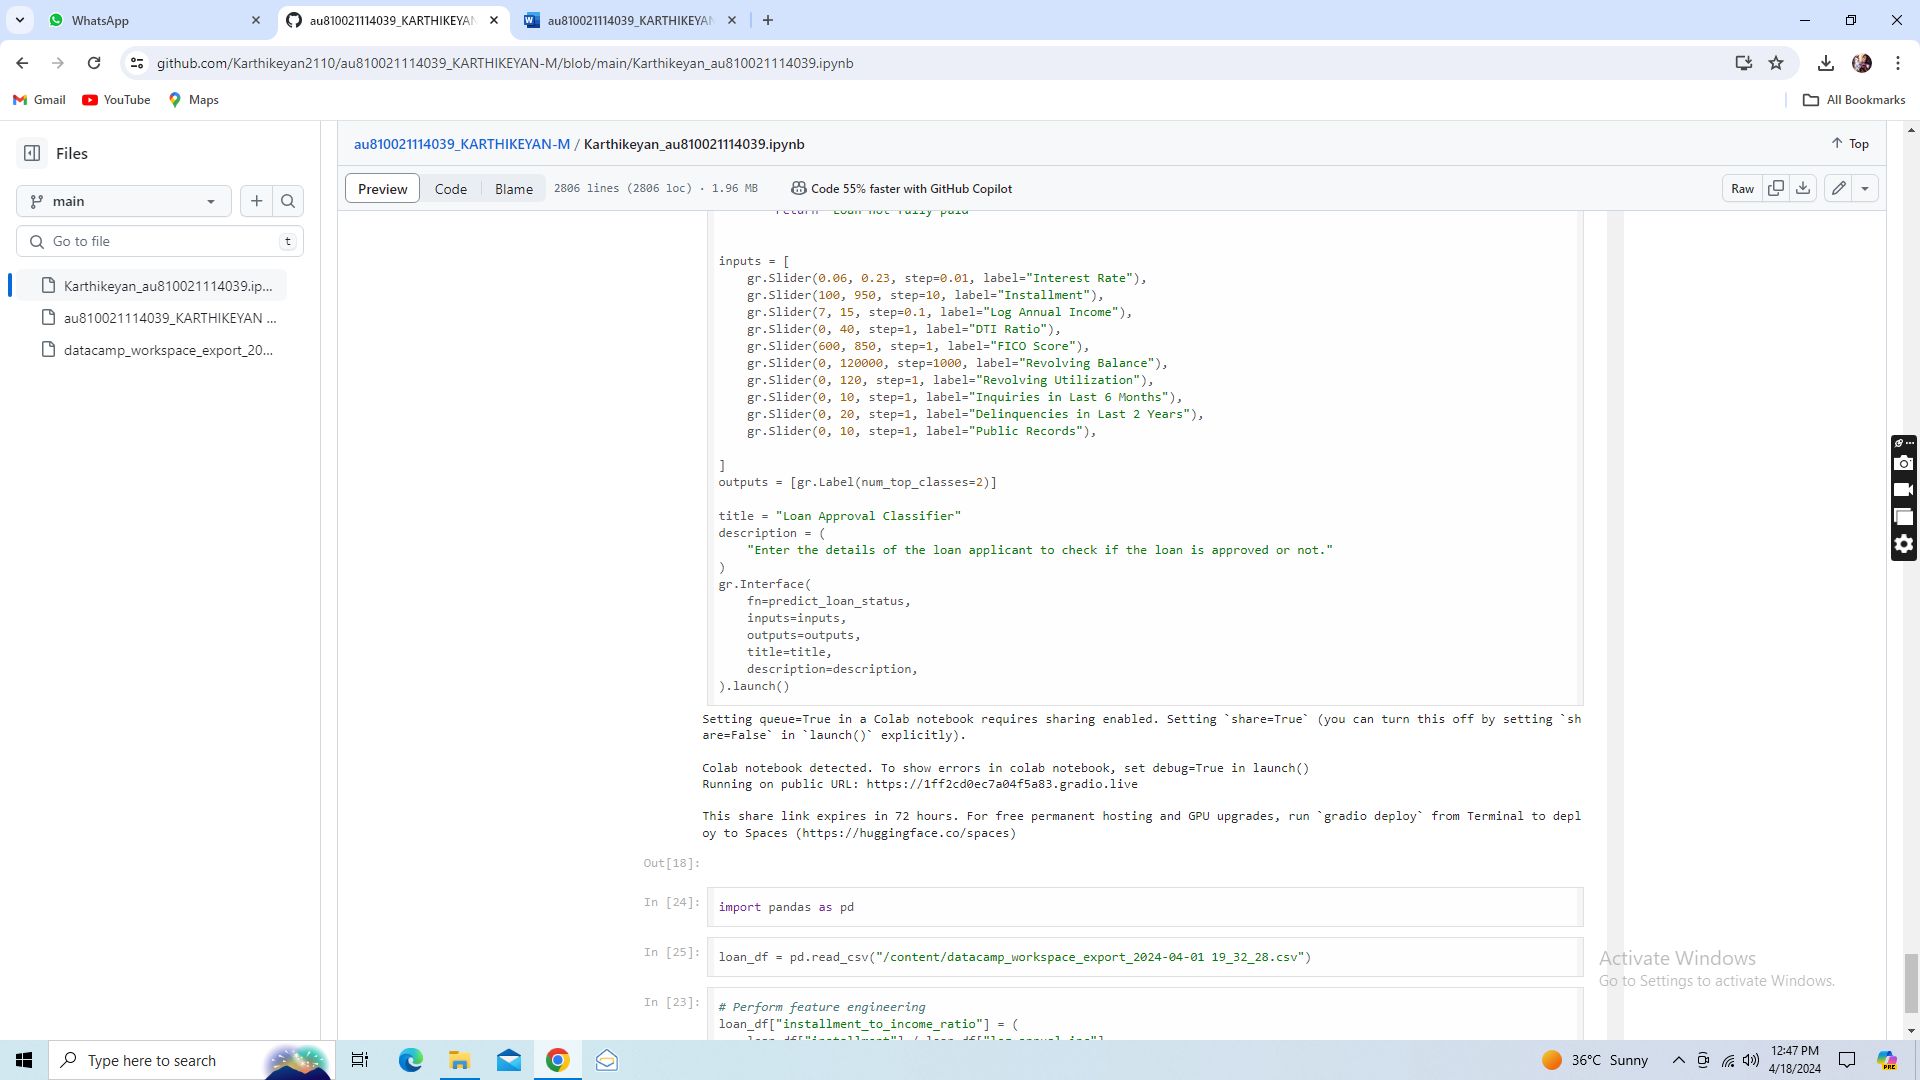 WhatsApp
au810021114039_KARTHIKEYAN
au810021114039_KARTHIKEYAN
github.com/Karthikeyan2110/au810021114039_KARTHIKEYAN-M/blob/main/Karthikeyan_au810021114039.ipynb
Gmail
YouTube
Maps
All Bookmarks
Files
main
Go to file
t
Karthikeyan_au810021114039.ip...
au810021114039_KARTHIKEYAN ...
datacamp_workspace_export_20...
au810021114039_KARTHIKEYAN-M / Karthikeyan_au810021114039.ipynb
Top
Preview
Code
Blame
2806 lines (2806 loc) · 1.96 MB
Code 55% faster with GitHub Copilot
Raw
return "Loan not fully paid"
inputs = [
gr.Slider(0.06, 0.23, step=0.01, label="Interest Rate"),
gr.Slider(100, 950, step=10, label="Installment"),
gr.Slider(7, 15, step=0.1, label="Log Annual Income"),
gr.Slider(0, 40, step=1, label="DTI Ratio"),
gr.Slider(600, 850, step=1, label="FICO Score"),
gr.Slider(0, 120000, step=1000, label="Revolving Balance"),
gr.Slider(0, 120, step=1, label="Revolving Utilization"),
gr.Slider(0, 10, step=1, label="Inquiries in Last 6 Months"),
gr.Slider(0, 20, step=1, label="Delinquencies in Last 2 Years"),
gr.Slider(0, 10, step=1, label="Public Records"),
]
outputs = [gr.Label(num_top_classes=2)]
title = "Loan Approval Classifier"
description = (
"Enter the details of the loan applicant to check if the loan is approved or not."
)
gr.Interface(
fn=predict_loan_status,
inputs=inputs,
outputs=outputs,
title=title,
description=description,
).launch()
Setting queue=True in a Colab notebook requires sharing enabled. Setting `share=True` (you can turn this off by setting `sh
are=False` in `launch()` explicitly).
Colab notebook detected. To show errors in colab notebook, set debug=True in launch()
Running on public URL: https://1ff2cd0ec7a04f5a83.gradio.live
This share link expires in 72 hours. For free permanent hosting and GPU upgrades, run `gradio deploy` from Terminal to depl
oy to Spaces (https://huggingface.co/spaces)
Out[18]:
In [24]:
import pandas as pd
In [25]:
loan_df = pd.read_csv("/content/datacamp_workspace_export_2024-04-01 19_32_28.csv")
In [23]:
# Perform feature engineering
loan_df["installment_to_income_ratio"] = (
loan_df["installment"] / loan_df["log_annual_inc"]
Activate Windows
Go to Settings to activate Windows.
Type here to search
36°C Sunny
12:47 PM
4/18/2024
PRE